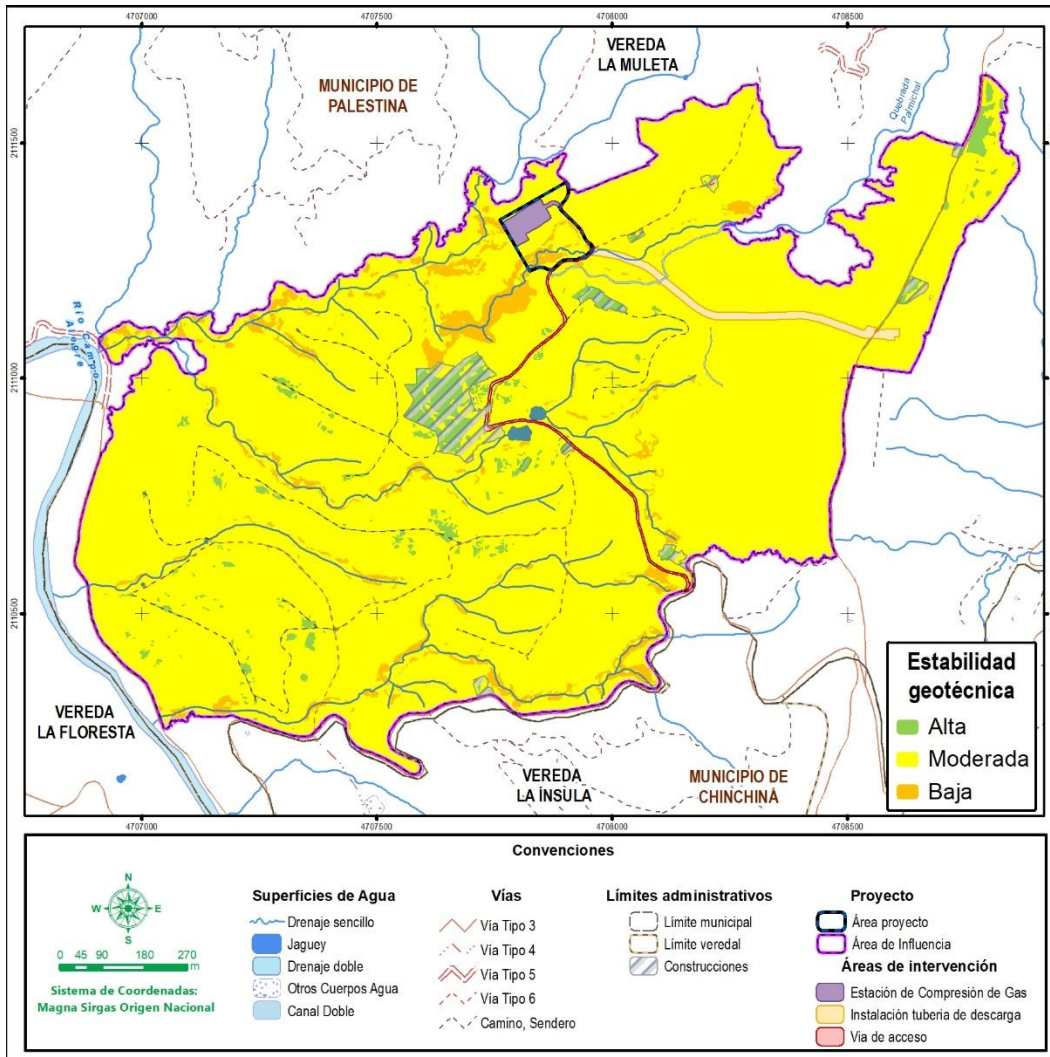 4707000
4707500
4708000
4708500
VEREDA
LA MULETA
MUNICIPIO DE
PALESTINA
Quebrada
Palmichal
2111500
2111500
Río Campo
Alegre
2111000
2111000
2110500
2110500
VEREDA
LA FLORESTA
VEREDA
LA ÍNSULA
MUNICIPIO DE
CHINCHINÁ
Estabilidad
geotécnica
Alta
Moderada
Baja
4707000
4707500
4708000
4708500
Convenciones
N
W
E
S
0 45 90 180 270
m
Sistema de Coordenadas:
Magna Sirgas Origen Nacional
Superficies de Agua
Drenaje sencillo
Jaguey
Drenaje doble
Otros Cuerpos Agua
Canal Doble
Vías
Vía Tipo 3
Vía Tipo 4
Vía Tipo 5
Vía Tipo 6
Camino, Sendero
Límites administrativos
Límite municipal
Límite veredal
Construcciones
Proyecto
Área proyecto
Área de Influencia
Áreas de intervención
Estación de Compresión de Gas
Instalación tuberia de descarga
Via de acceso